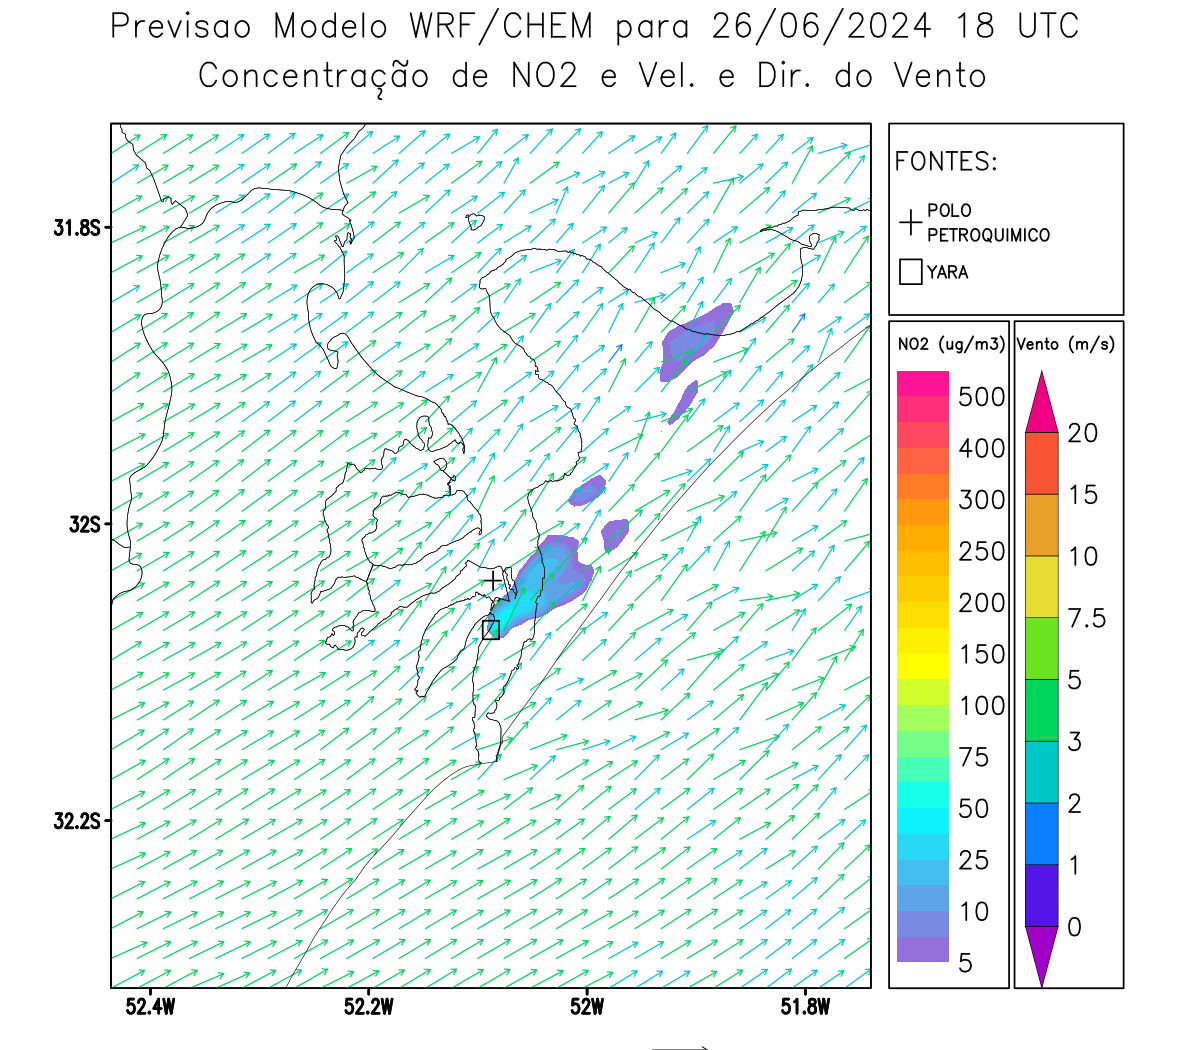 Previsao Modelo WRF/CHEM para 26/06/2024 18 UTC
Concentração de NO2 e Vel. e Dir. do Vento
FONTES:
POLO
PETROQUIMICO
YARA
31.8S
32S
32.2S
52.4W
52.2W
52W
51.8W
NO2 (ug/m3)
500
400
300
250
200
150
100
75
50
25
10
5
Vento (m/s)
20
15
10
7.5
5
3
2
1
0